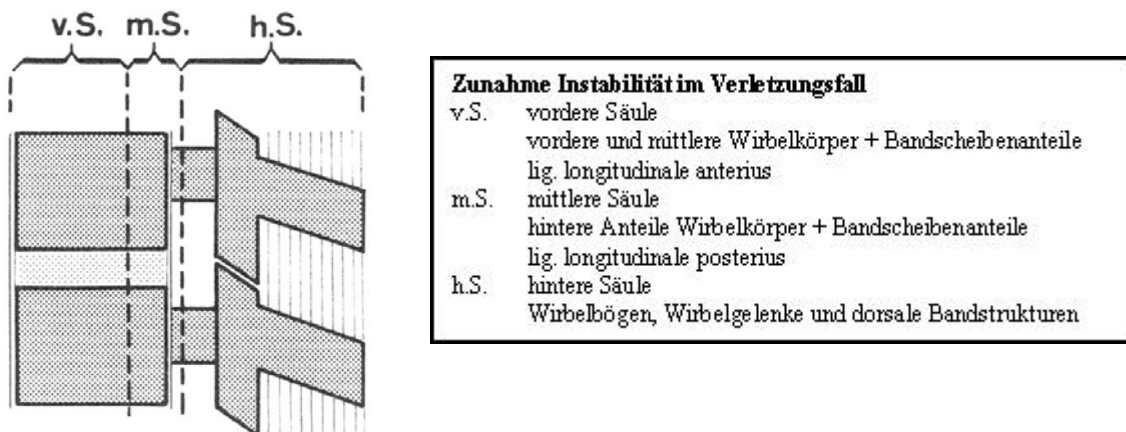 v.S. m.S. h.S.
Zunahme Instabilität im Verletzungsfall
v.S. vordere Säule
vordere und mittlere Wirbelkörper + Bandscheibenanteile
lig. longitudinale anterius
m.S. mittlere Säule
hintere Anteile Wirbelkörper + Bandscheibenanteile
lig. longitudinale posterius
h.S. hintere Säule
Wirbelbögen, Wirbelgelenke und dorsale Bandstrukturen